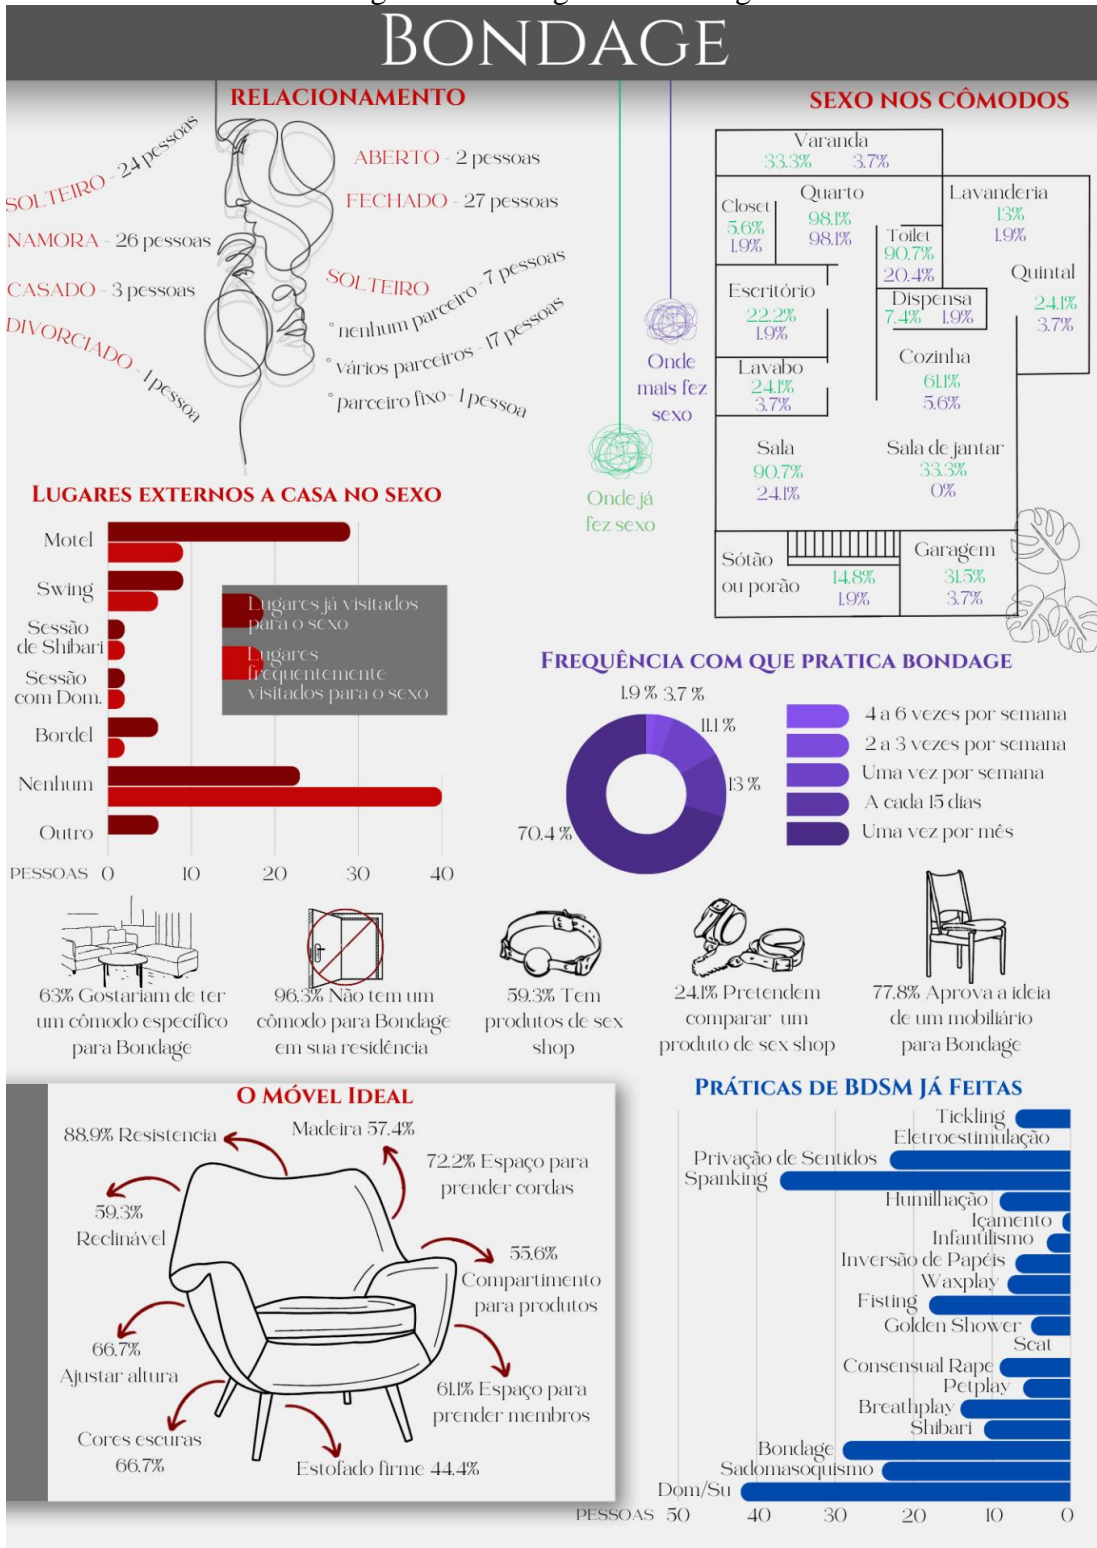 BONDAGE
RELACIONAMENTO
SOLTEIRO - 24 pessoas
NAMORA - 26 pessoas
CASADO - 3 pessoas
DIVORCIADO - 1 pessoa
ABERTO - 2 pessoas
FECHADO - 27 pessoas
SOLTEIRO
° nenhum parceiro - 7 pessoas
° vários parceiros - 17 pessoas
° parceiro fixo - 1 pessoa
SEXO NOS CÔMODOS
Onde
mais fez
sexo
Onde já
fez sexo
Varanda
33.3% 3.7%
Closet
5.6%
1.9%
Quarto
98.1%
98.1%
Lavanderia
13%
1.9%
Toilet
90.7%
20.4%
Quintal
24.1%
3.7%
Escritório
22.2%
1.9%
Dispensa
7.4% 1.9%
Lavabo
24.1%
3.7%
Cozinha
61.1%
5.6%
Sala
90.7%
24.1%
Sala de jantar
33.3%
0%
Sótão
ou porão
14.8%
1.9%
Garagem
31.5%
3.7%
LUGARES EXTERNOS A CASA NO SEXO
Motel
Swing
Sessão
de Shibari
Sessão
com Dom.
Bordel
Nenhum
Outro
PESSOAS 0 10 20 30 40
Lugares já visitados
para o sexo
Lugares
frequentemente
visitados para o sexo
FREQUÊNCIA COM QUE PRATICA BONDAGE
1.9 % 3.7 %
11.1 %
13 %
70.4 %
4 a 6 vezes por semana
2 a 3 vezes por semana
Uma vez por semana
A cada 15 dias
Uma vez por mês
63% Gostariam de ter
um cômodo específico
para Bondage
96.3% Não tem um
cômodo para Bondage
em sua residência
59.3% Tem
produtos de sex
shop
24.1% Pretendem
comparar um
produto de sex shop
77.8% Aprova a ideia
de um mobiliário
para Bondage
O MÓVEL IDEAL
88.9% Resistencia
Madeira 57.4%
72.2% Espaço para
prender cordas
59.3%
Reclinável
55,6%
Compartimento
para produtos
66.7%
Ajustar altura
61.1% Espaço para
prender membros
Cores escuras
66.7%
Estofado firme 44.4%
PRÁTICAS DE BDSM JÁ FEITAS
Tickling
Eletroestimulação
Privação de Sentidos
Spanking
Humilhação
Içamento
Infantilismo
Inversão de Papéis
Waxplay
Fisting
Golden Shower
Scat
Consensual Rape
Petplay
Breathplay
Shibari
Bondage
Sadomasoquismo
Dom/Su
PESSOAS 50 40 30 20 10 0